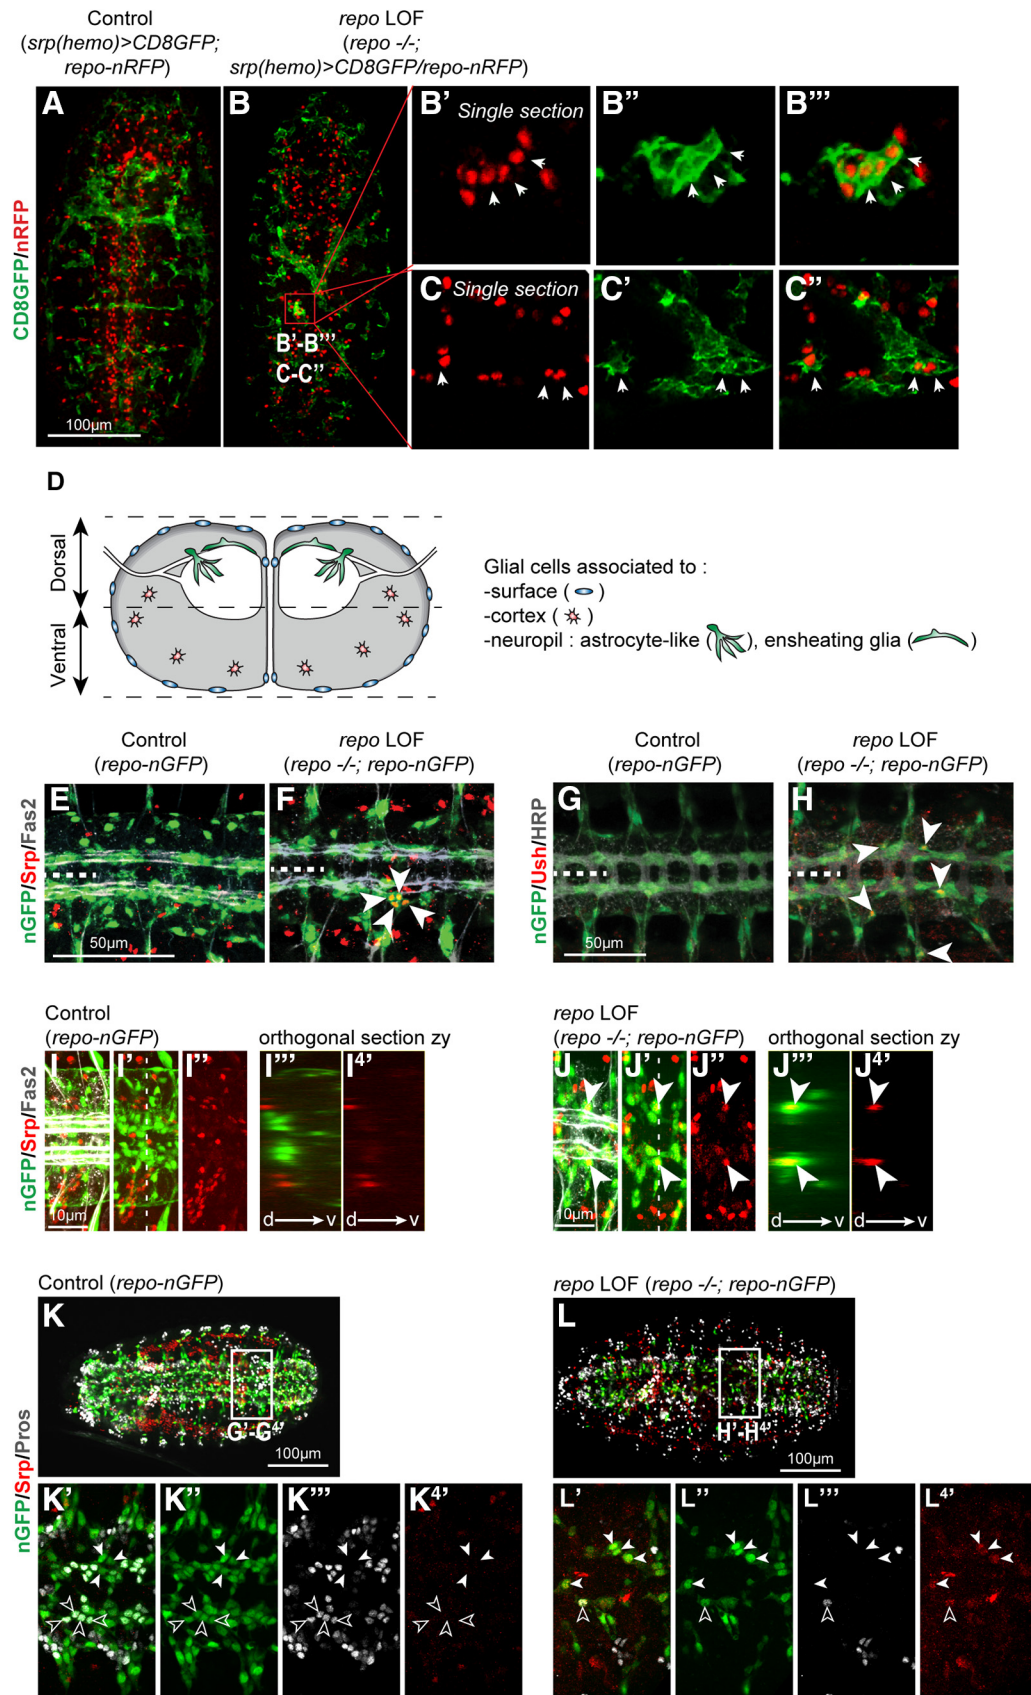 Control
(srp(hemo)>CD8GFP;
repo-nRFP)
repo LOF
(repo -/-;
srp(hemo)>CD8GFP/repo-nRFP)
CD8GFP/nRFP
A
B
B'-B'''
C-C''
100µm
B' Single section
B''
B'''
C Single section
C'
C''
D
Dorsal
Ventral
Glial cells associated to :
-surface ( )
-cortex ( )
-neuropil : astrocyte-like ( ), ensheating glia ( )
Control
(repo-nGFP)
repo LOF
(repo -/-; repo-nGFP)
Control
(repo-nGFP)
repo LOF
(repo -/-; repo-nGFP)
nGFP/Srp/Fas2
E
50µm
F
nGFP/Ush/HRP
G
50µm
H
Control
(repo-nGFP)
orthogonal section zy
repo LOF
(repo -/-; repo-nGFP)
orthogonal section zy
nGFP/Srp/Fas2
I
10µm
I'
I''
I'''
d v
I4'
d v
J
10µm
J'
J''
J'''
d v
J4'
d v
Control (repo-nGFP)
repo LOF (repo -/-; repo-nGFP)
nGFP/Srp/Pros
K
G'-G4'
100µm
L
H'-H4'
100µm
K'
K''
K'''
K4'
L'
L''
L'''
L4'